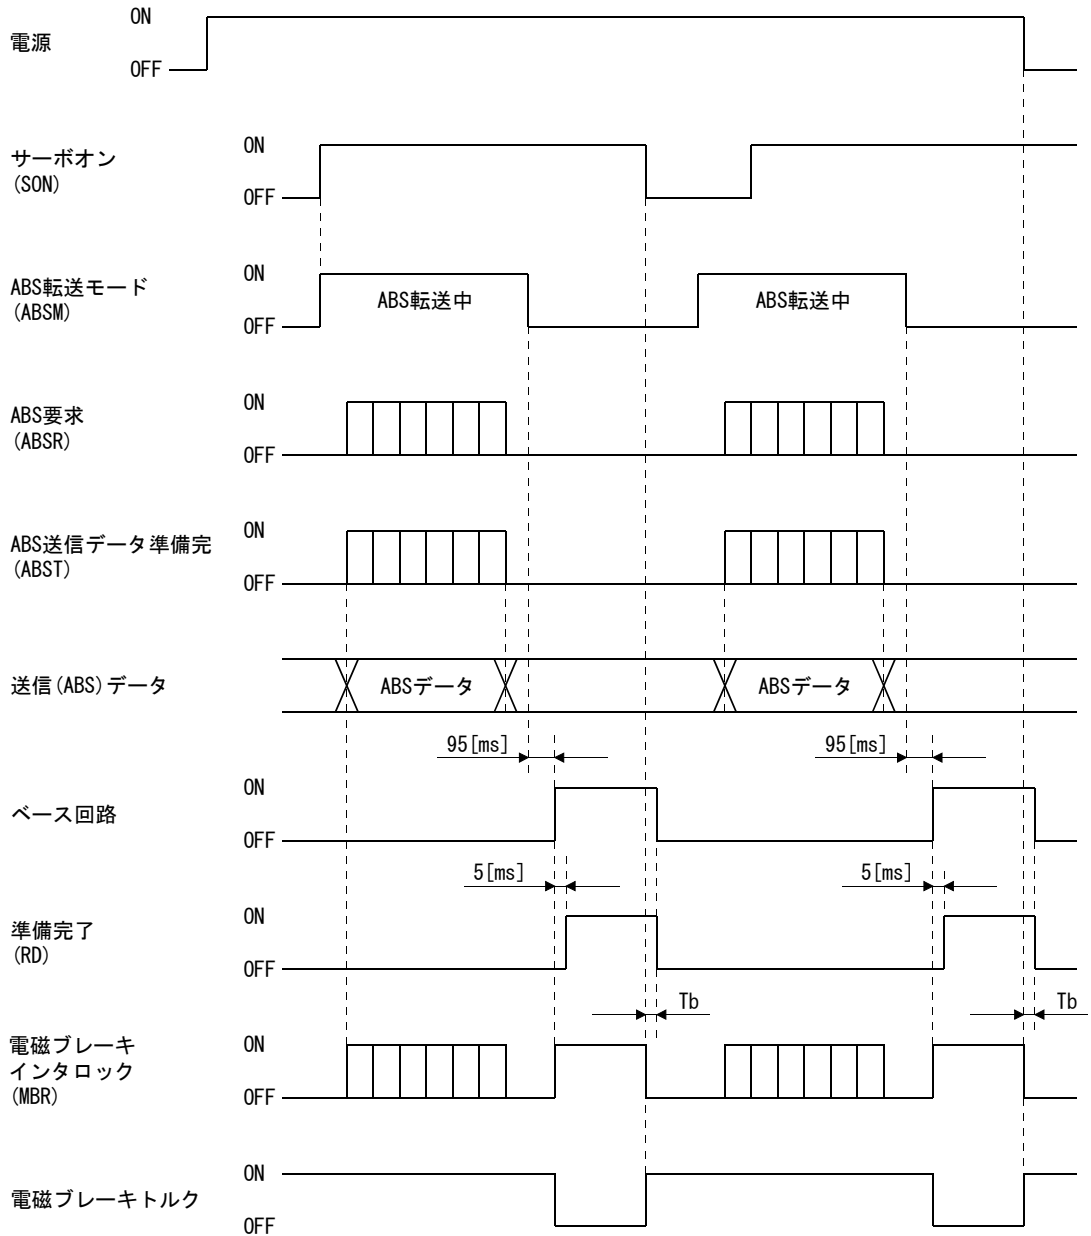 ON
電源
OFF
ON
サーボオン
(SON)
OFF
ON
ABS転送モード
(ABSM)
ABS転送中
ABS転送中
OFF
ON
ABS要求
(ABSR)
OFF
ON
ABS送信データ準備完
(ABST)
OFF
送信(ABS)データ
ABSデータ
ABSデータ
95[ms]
95[ms]
ON
ベース回路
OFF
5[ms]
5[ms]
ON
準備完了
(RD)
OFF
Tb
Tb
ON
電磁ブレーキ
インタロック
(MBR)
OFF
ON
電磁ブレーキトルク
OFF